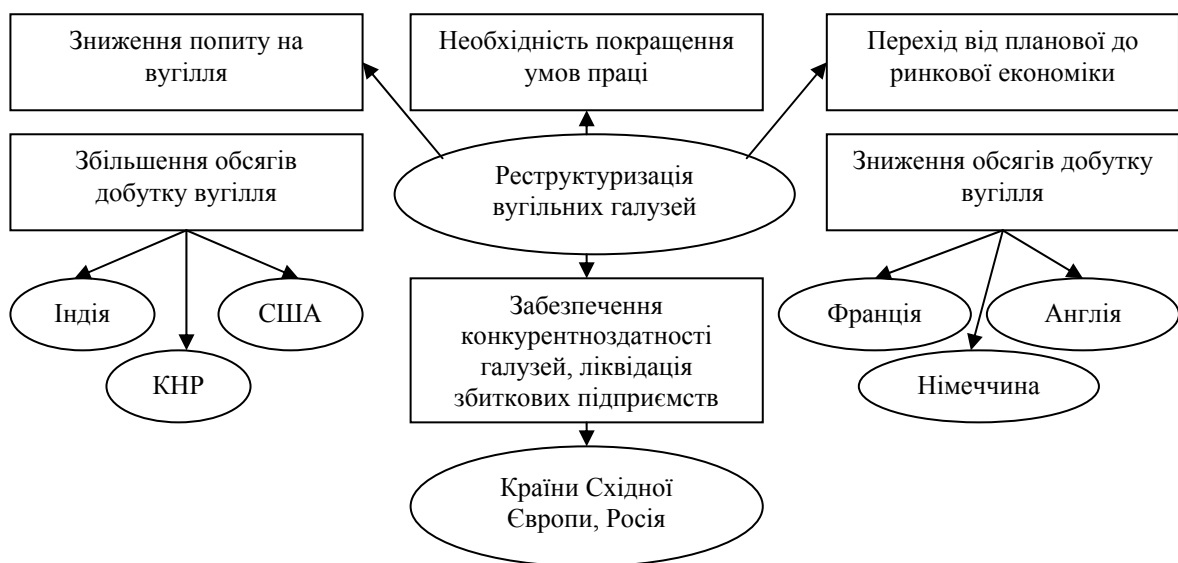 Зниження попиту на
вугілля
Необхідність покращення
умов праці
Перехід від планової до
ринкової економіки
Збільшення обсягів
добутку вугілля
Реструктуризація
вугільних галузей
Зниження обсягів добутку
вугілля
Індія
США
КНР
Забезпечення
конкурентноздатності
галузей, ліквідація
збиткових підприємств
Франція
Англія
Німеччина
Країни Східної
Європи, Росія